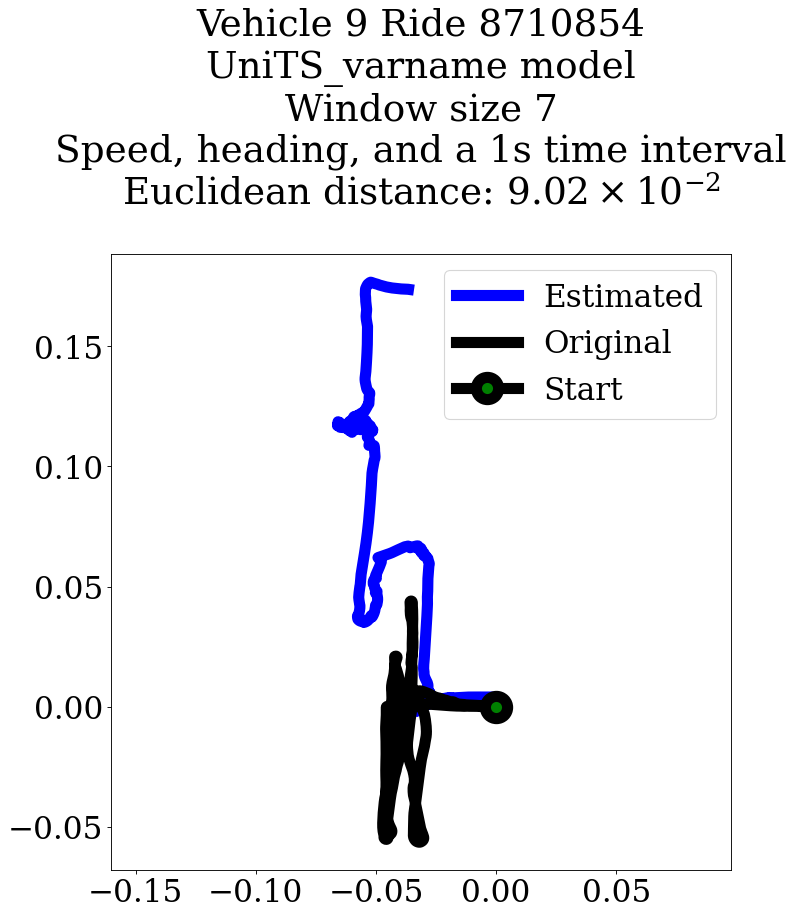 Vehicle 9 Ride 8710854
UniTS_varname model
Window size 7
Speed, heading, and a 1s time interval
Euclidean distance: 9.02 × 10⁻²
Estimated
Original
Start
0.15
0.10
0.05
0.00
−0.05
−0.15 −0.10 −0.05 0.00 0.05